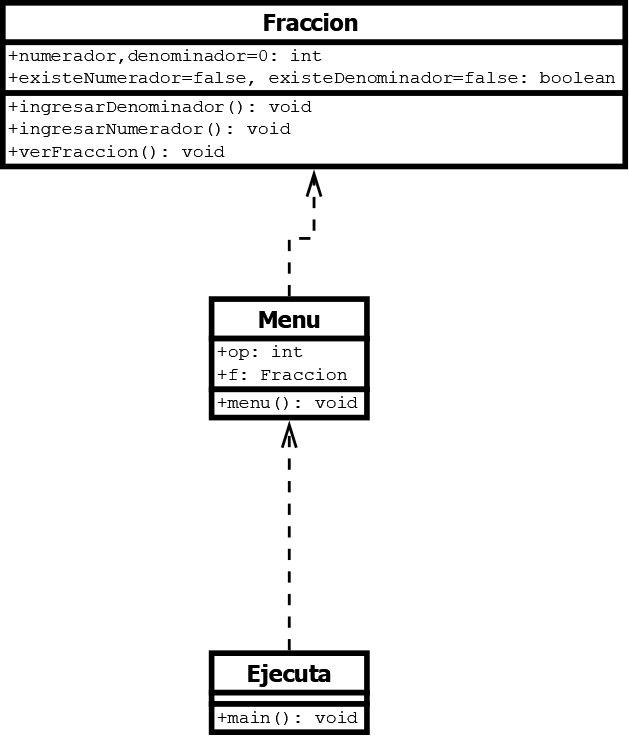 Fraccion
+numerador,denominador=0: int
+existeNumerador=false, existeDenominador=false: boolean
+ingresarDenominador(): void
+ingresarNumerador(): void
+verFraccion(): void
Menu
+op: int
+f: Fraccion
+menu(): void
Ejecuta
+main(): void